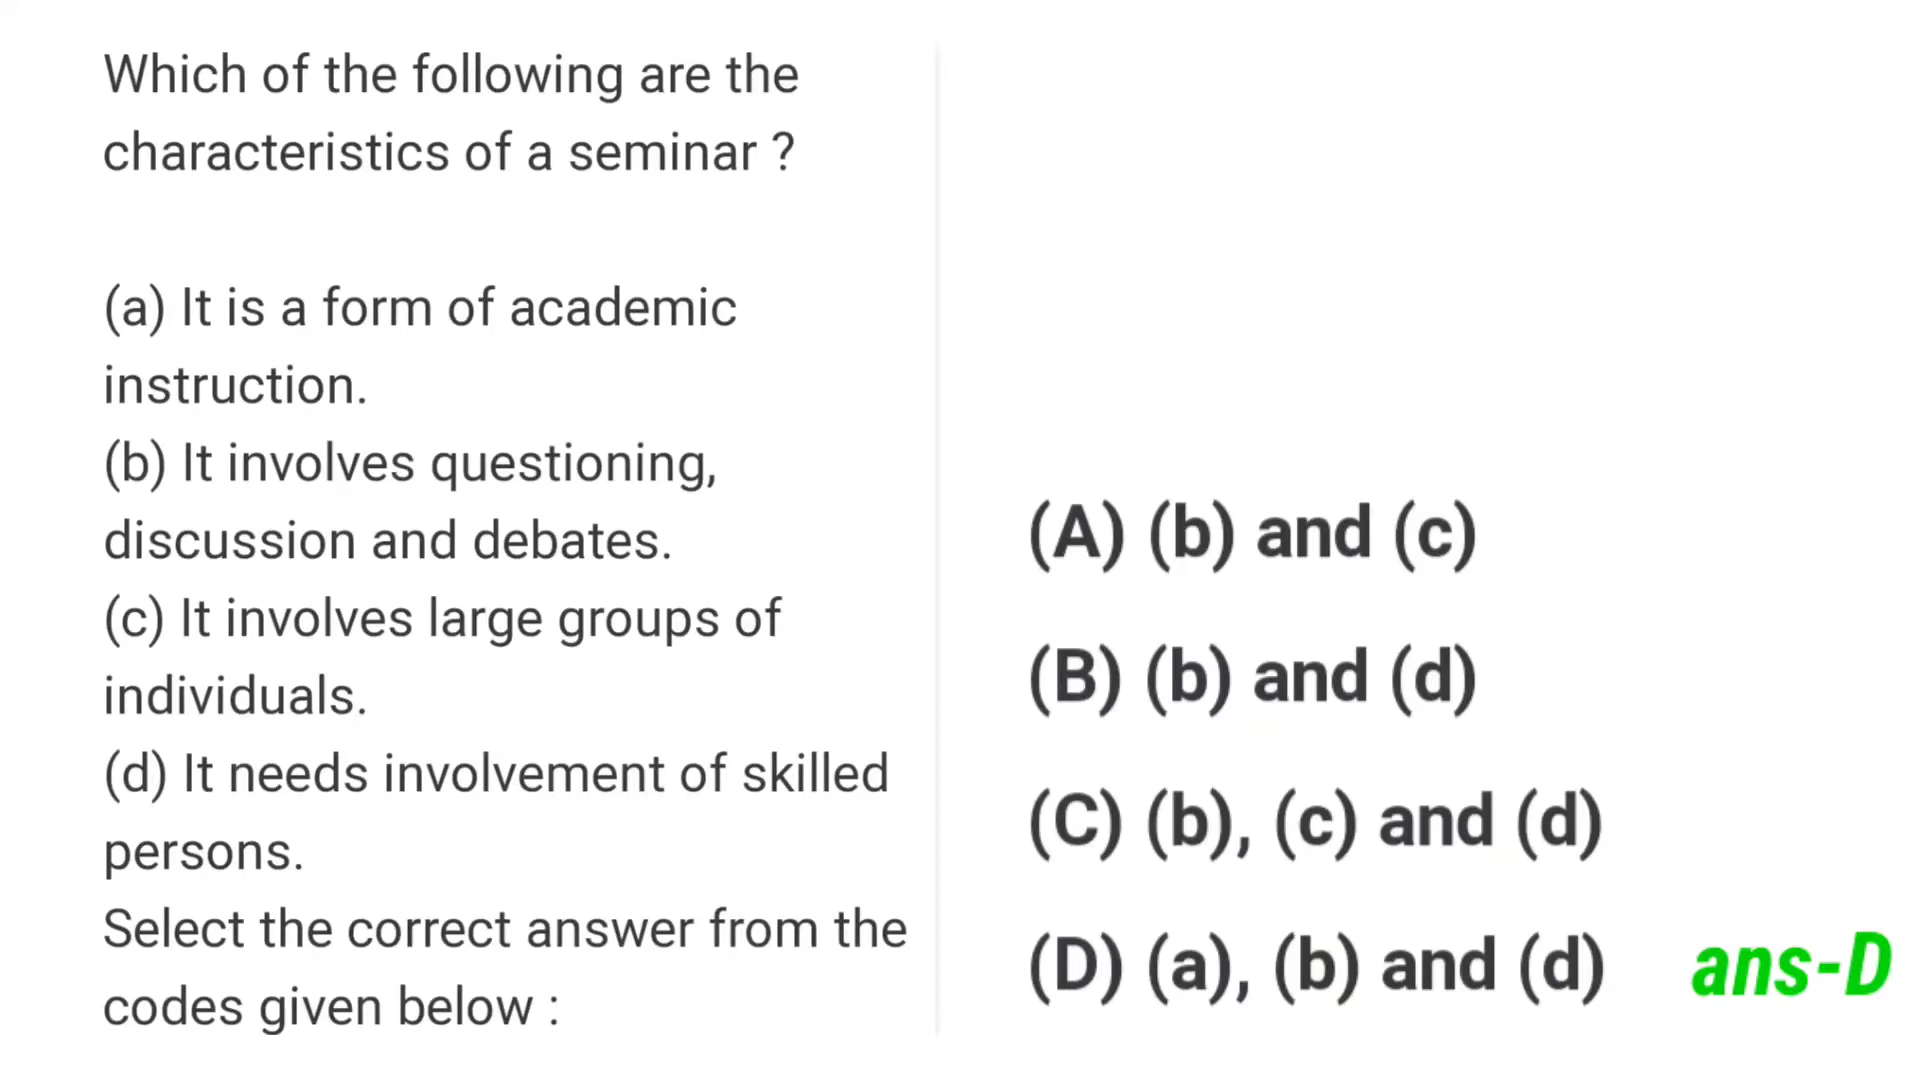 Which of the following are the
characteristics of a seminar ?
(a) It is a form of academic
instruction.
(b) It involves questioning,
discussion and debates.
(c) It involves large groups of
individuals.
(d) It needs involvement of skilled
persons.
Select the correct answer from the
codes given below :
(A) (b) and (c)
(B) (b) and (d)
(C) (b), (c) and (d)
(D) (a), (b) and (d) ans-D